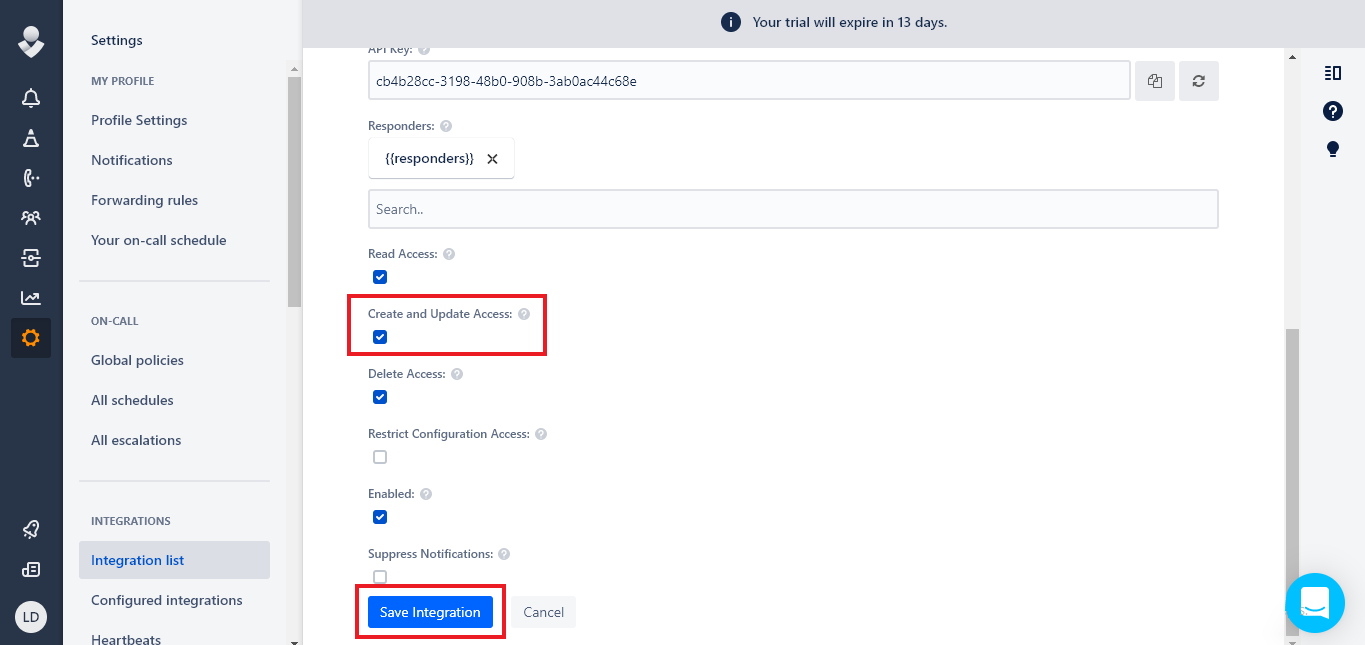 Your trial will expire in 13 days.
Settings
MY PROFILE
Profile Settings
Notifications
Forwarding rules
Your on-call schedule
ON-CALL
Global policies
All schedules
All escalations
INTEGRATIONS
Integration list
Configured integrations
Heartbeats
LD
API Key:
cb4b28cc-3198-48b0-908b-3ab0ac44c68e
Responders:
{{responders}}
Search..
Read Access:
Create and Update Access:
Delete Access:
Restrict Configuration Access:
Enabled:
Suppress Notifications:
Save Integration
Cancel